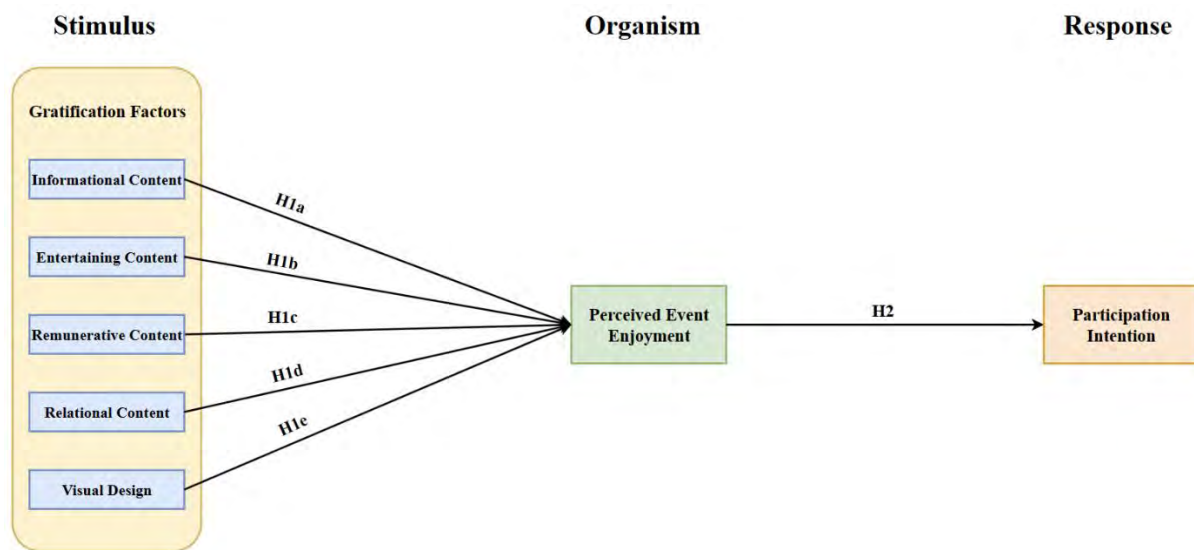 Stimulus
Organism
Response
Gratification Factors
Informational Content
Entertaining Content
Remunerative Content
Relational Content
Visual Design
H1a
H1b
H1c
H1d
H1e
Perceived Event
Enjoyment
H2
Participation
Intention